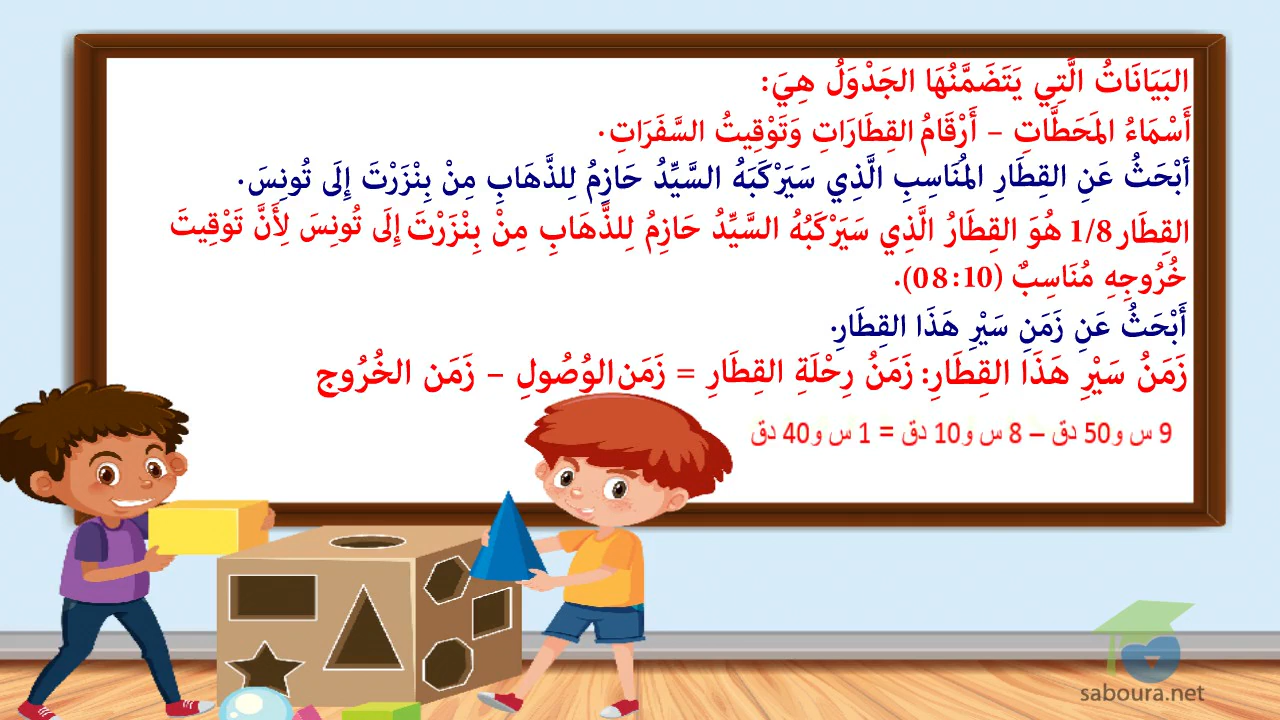 البَيَانَاتُ الَّتِي يَتَضَمَّنُهَا الجَدْوَلُ هِيَ:
أَسْمَاءُ المَحَطَّاتِ – أَرْقَامُ القِطَارَاتِ وَتَوْقِيتُ السَّفَرَاتِ.
أبْحَثُ عَنِ القِطَارِ المُنَاسِبِ الَّذِي سَيَرْكَبَهُ السَّيِّدُ حَازِمُ لِلذَّهَابِ مِنْ بِنْزَرْتَ إِلَى تُونِسَ.
القِطَار 1/8 هُوَ القِطَارُ الَّذِي سَيَرْكَبُهُ السَّيِّدُ حَازِمُ لِلذَّهَابِ مِنْ بِنْزَرْتَ إِلَى تُونِسَ لِأَنَّ تَوْقِيتَ
خُرُوجِهِ مُنَاسِبٌ (08:10).
أَبْحَثُ عَنِ زَمَنِ سَيْرِ هَذَا القِطَارِ.
زَمَنُ سَيْرِ هَذَا القِطَارِ: زَمَنُ رِحْلَةِ القِطَارِ = زَمَن الوُصُولِ – زَمَن الخُرُوج
9 س و50 دق – 8 س و10 دق = 1 س و40 دق
saboura.net